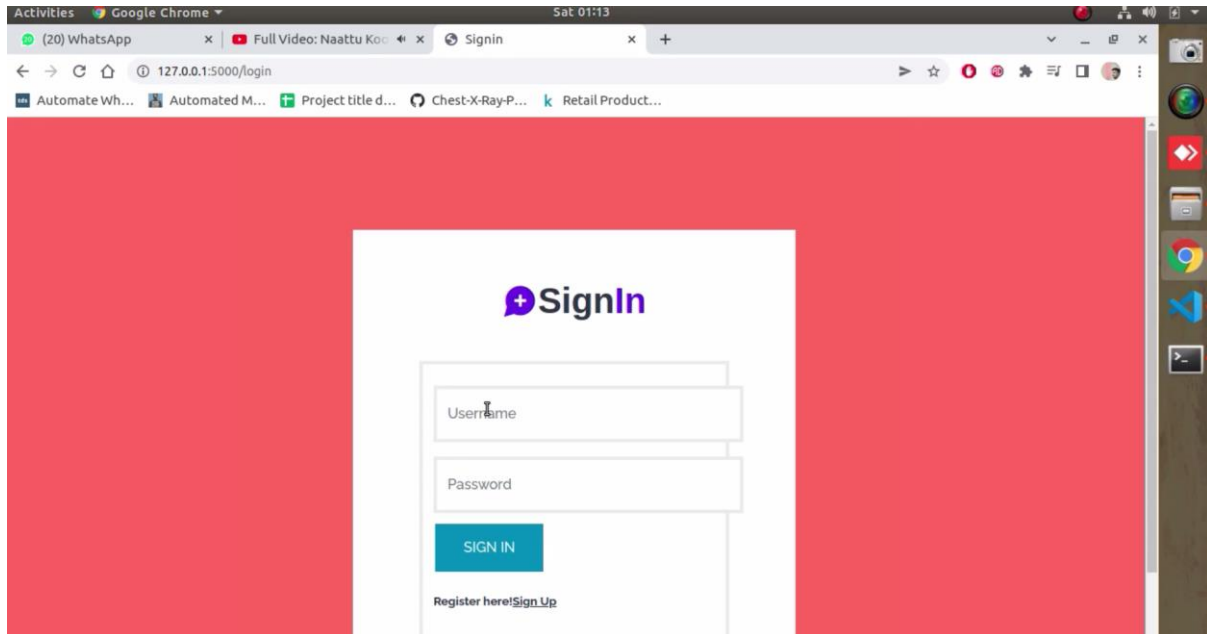 Activities Google Chrome Sat 01:13
(20) WhatsApp Full Video: Naattu Koo Signin
127.0.0.1:5000/login
Automate Wh... Automated M... Project title d... Chest-X-Ray-P... Retail Product...
SignIn
Username
Password
SIGN IN
Register here!Sign Up